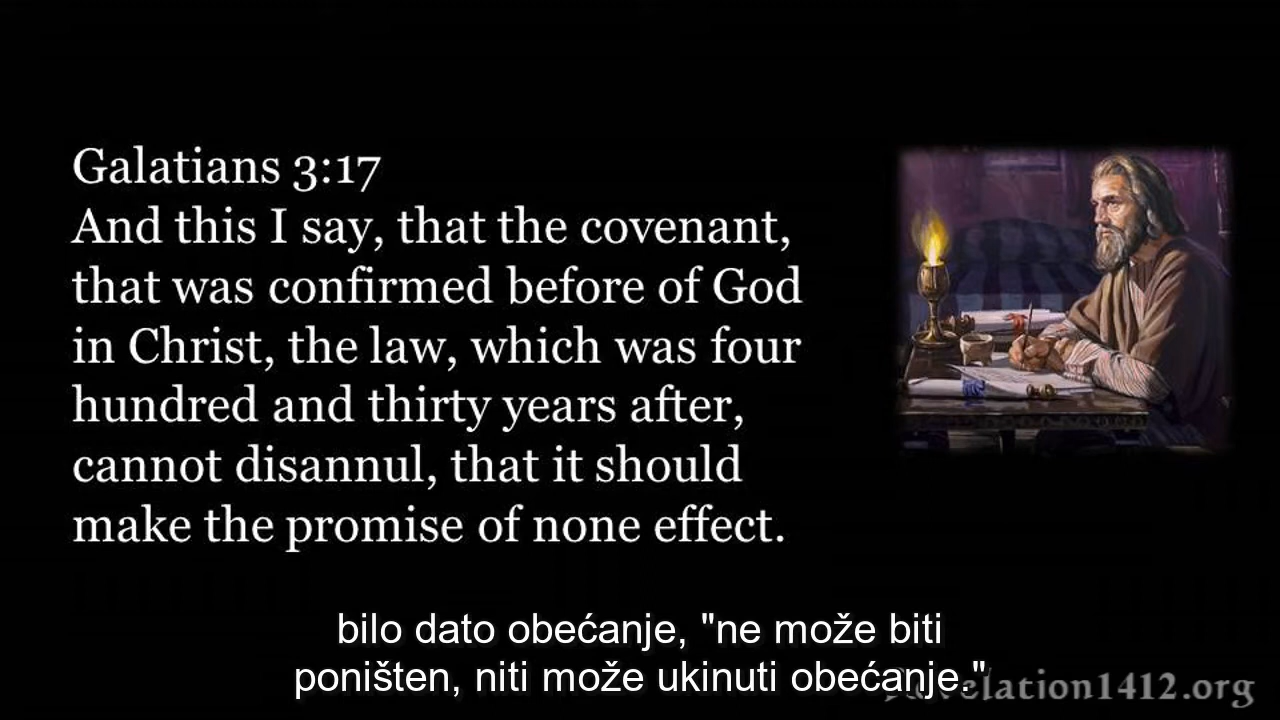 Galatians 3:17
And this I say, that the covenant,
that was confirmed before of God
in Christ, the law, which was four
hundred and thirty years after,
cannot disannul, that it should
make the promise of none effect.
bilo dato obećanje, "ne može biti
poništen, niti može ukinuti obećanje."
Revelation1412.org